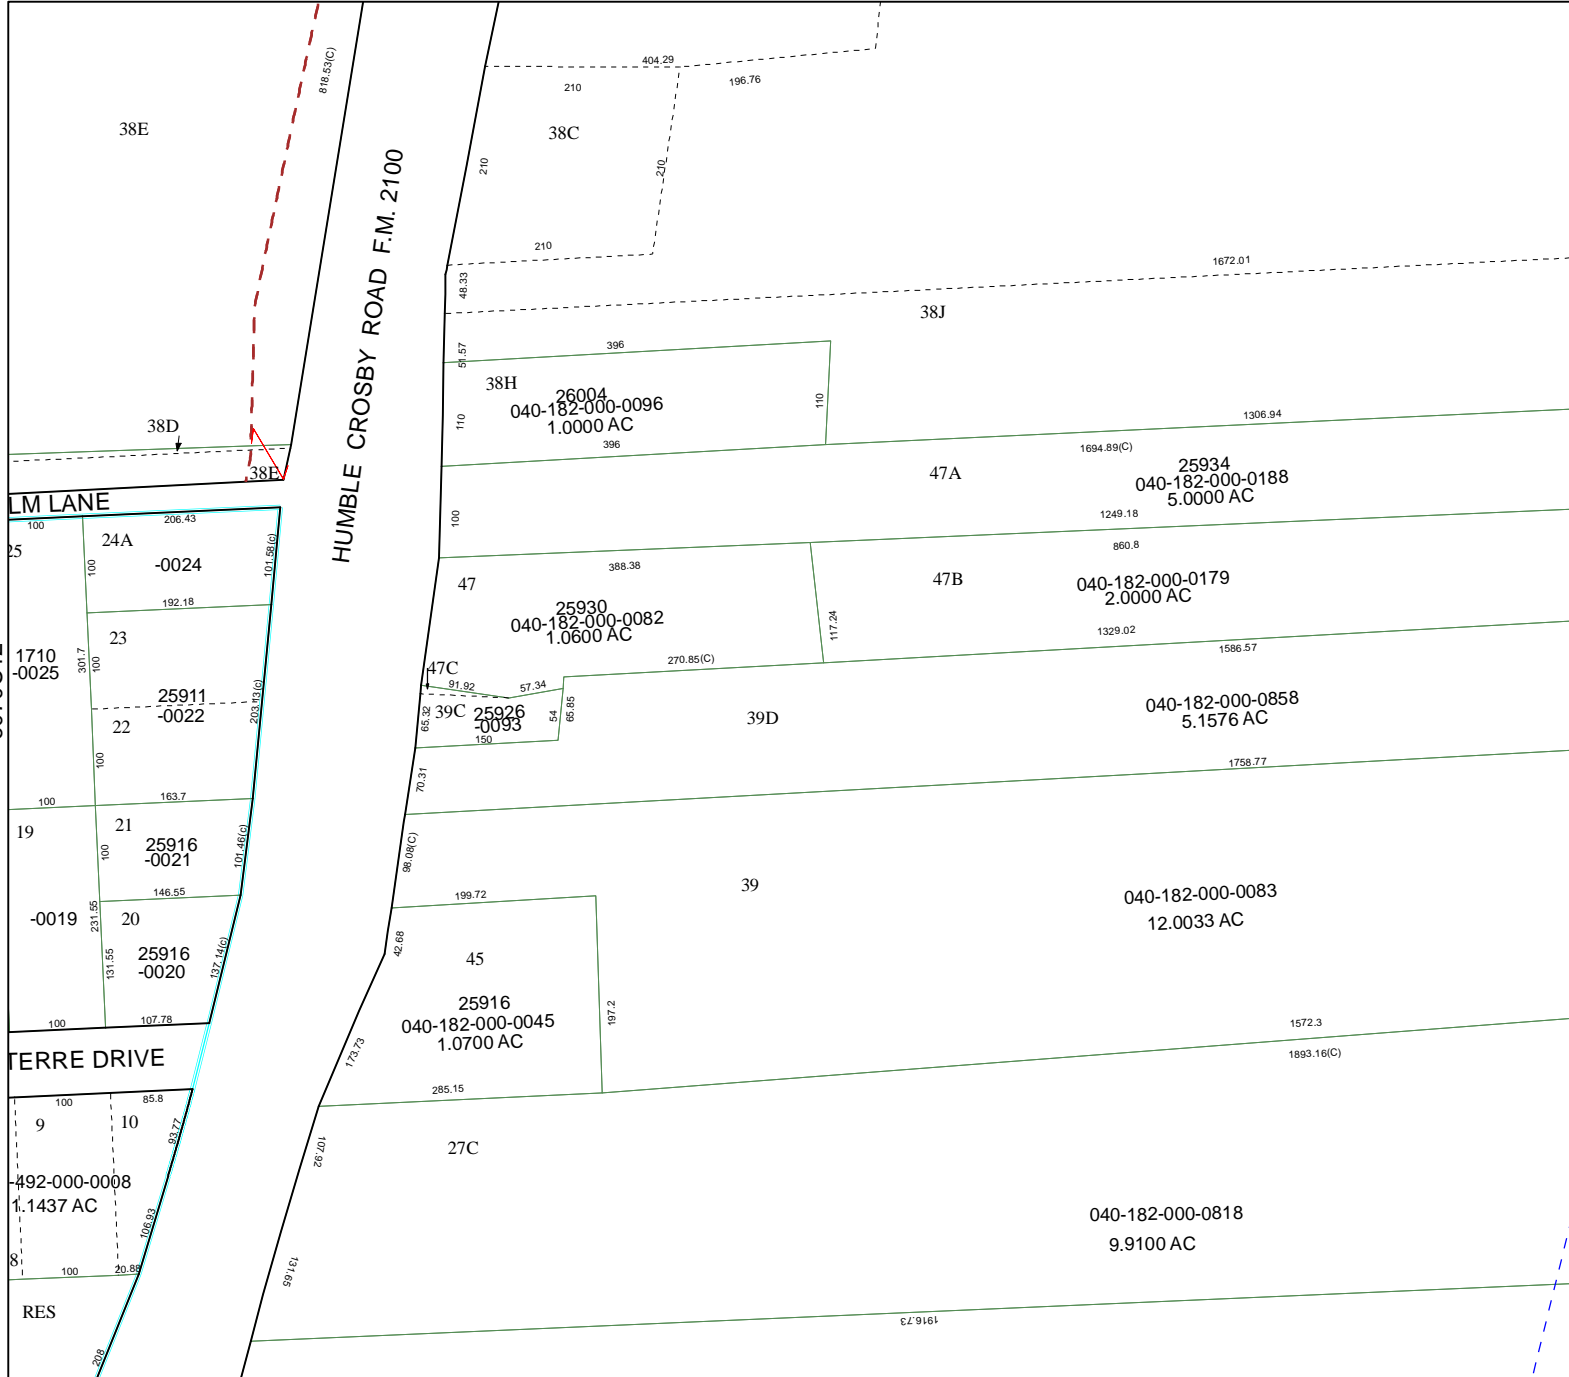 818.53(C)
404.29
196.76
210
38C
38E
210
210
210
HUMBLE CROSBY ROAD F.M. 2100
48.33
1672.01
38J
51.57
396
38H
26004
040-182-000-0096
1.0000 AC
110
110
396
1306.94
1694.89(C)
38D
38E
47A
25934
040-182-000-0188
5.0000 AC
LM LANE
100
206.43
100
1249.18
25
24A
-0024
100
101.58(c)
388.38
860.8
47
47B
25930
040-182-000-0082
1.0600 AC
040-182-000-0179
2.0000 AC
192.18
117.24
1329.02
23
301.7
100
1710
-0025
270.85(C)
1586.57
47C
91.92
57.34
25911
-0022
203.13(c)
39C
25926
-0093
65.32
54
65.85
39D
040-182-000-0858
5.1576 AC
22
150
100
70.31
1758.77
100
163.7
19
21
25916
-0021
100
101.46(c)
98.08(C)
39
040-182-000-0083
12.0033 AC
146.55
199.72
-0019
231.55
20
131.55
25916
-0020
137.14(c)
42.68
45
25916
040-182-000-0045
1.0700 AC
197.2
100
107.78
1572.3
173.73
1893.16(C)
TERRE DRIVE
285.15
100
85.8
9
10
93.77
107.92
27C
-492-000-0008
1.1437 AC
106.93
040-182-000-0818
9.9100 AC
8
100
20.88
131.65
RES
1916.73
208